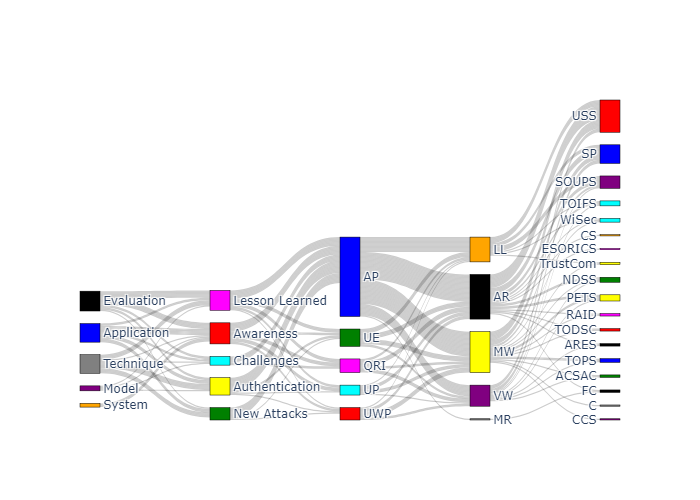 Evaluation
Application
Technique
Model
System
Lesson Learned
Awareness
Challenges
Authentication
New Attacks
AP
UE
QRI
UP
UWP
LL
AR
MW
VW
MR
USS
SP
SOUPS
TOIFS
WiSec
CS
ESORICS
TrustCom
NDSS
PETS
RAID
TODSC
ARES
TOPS
ACSAC
FC
C
CCS